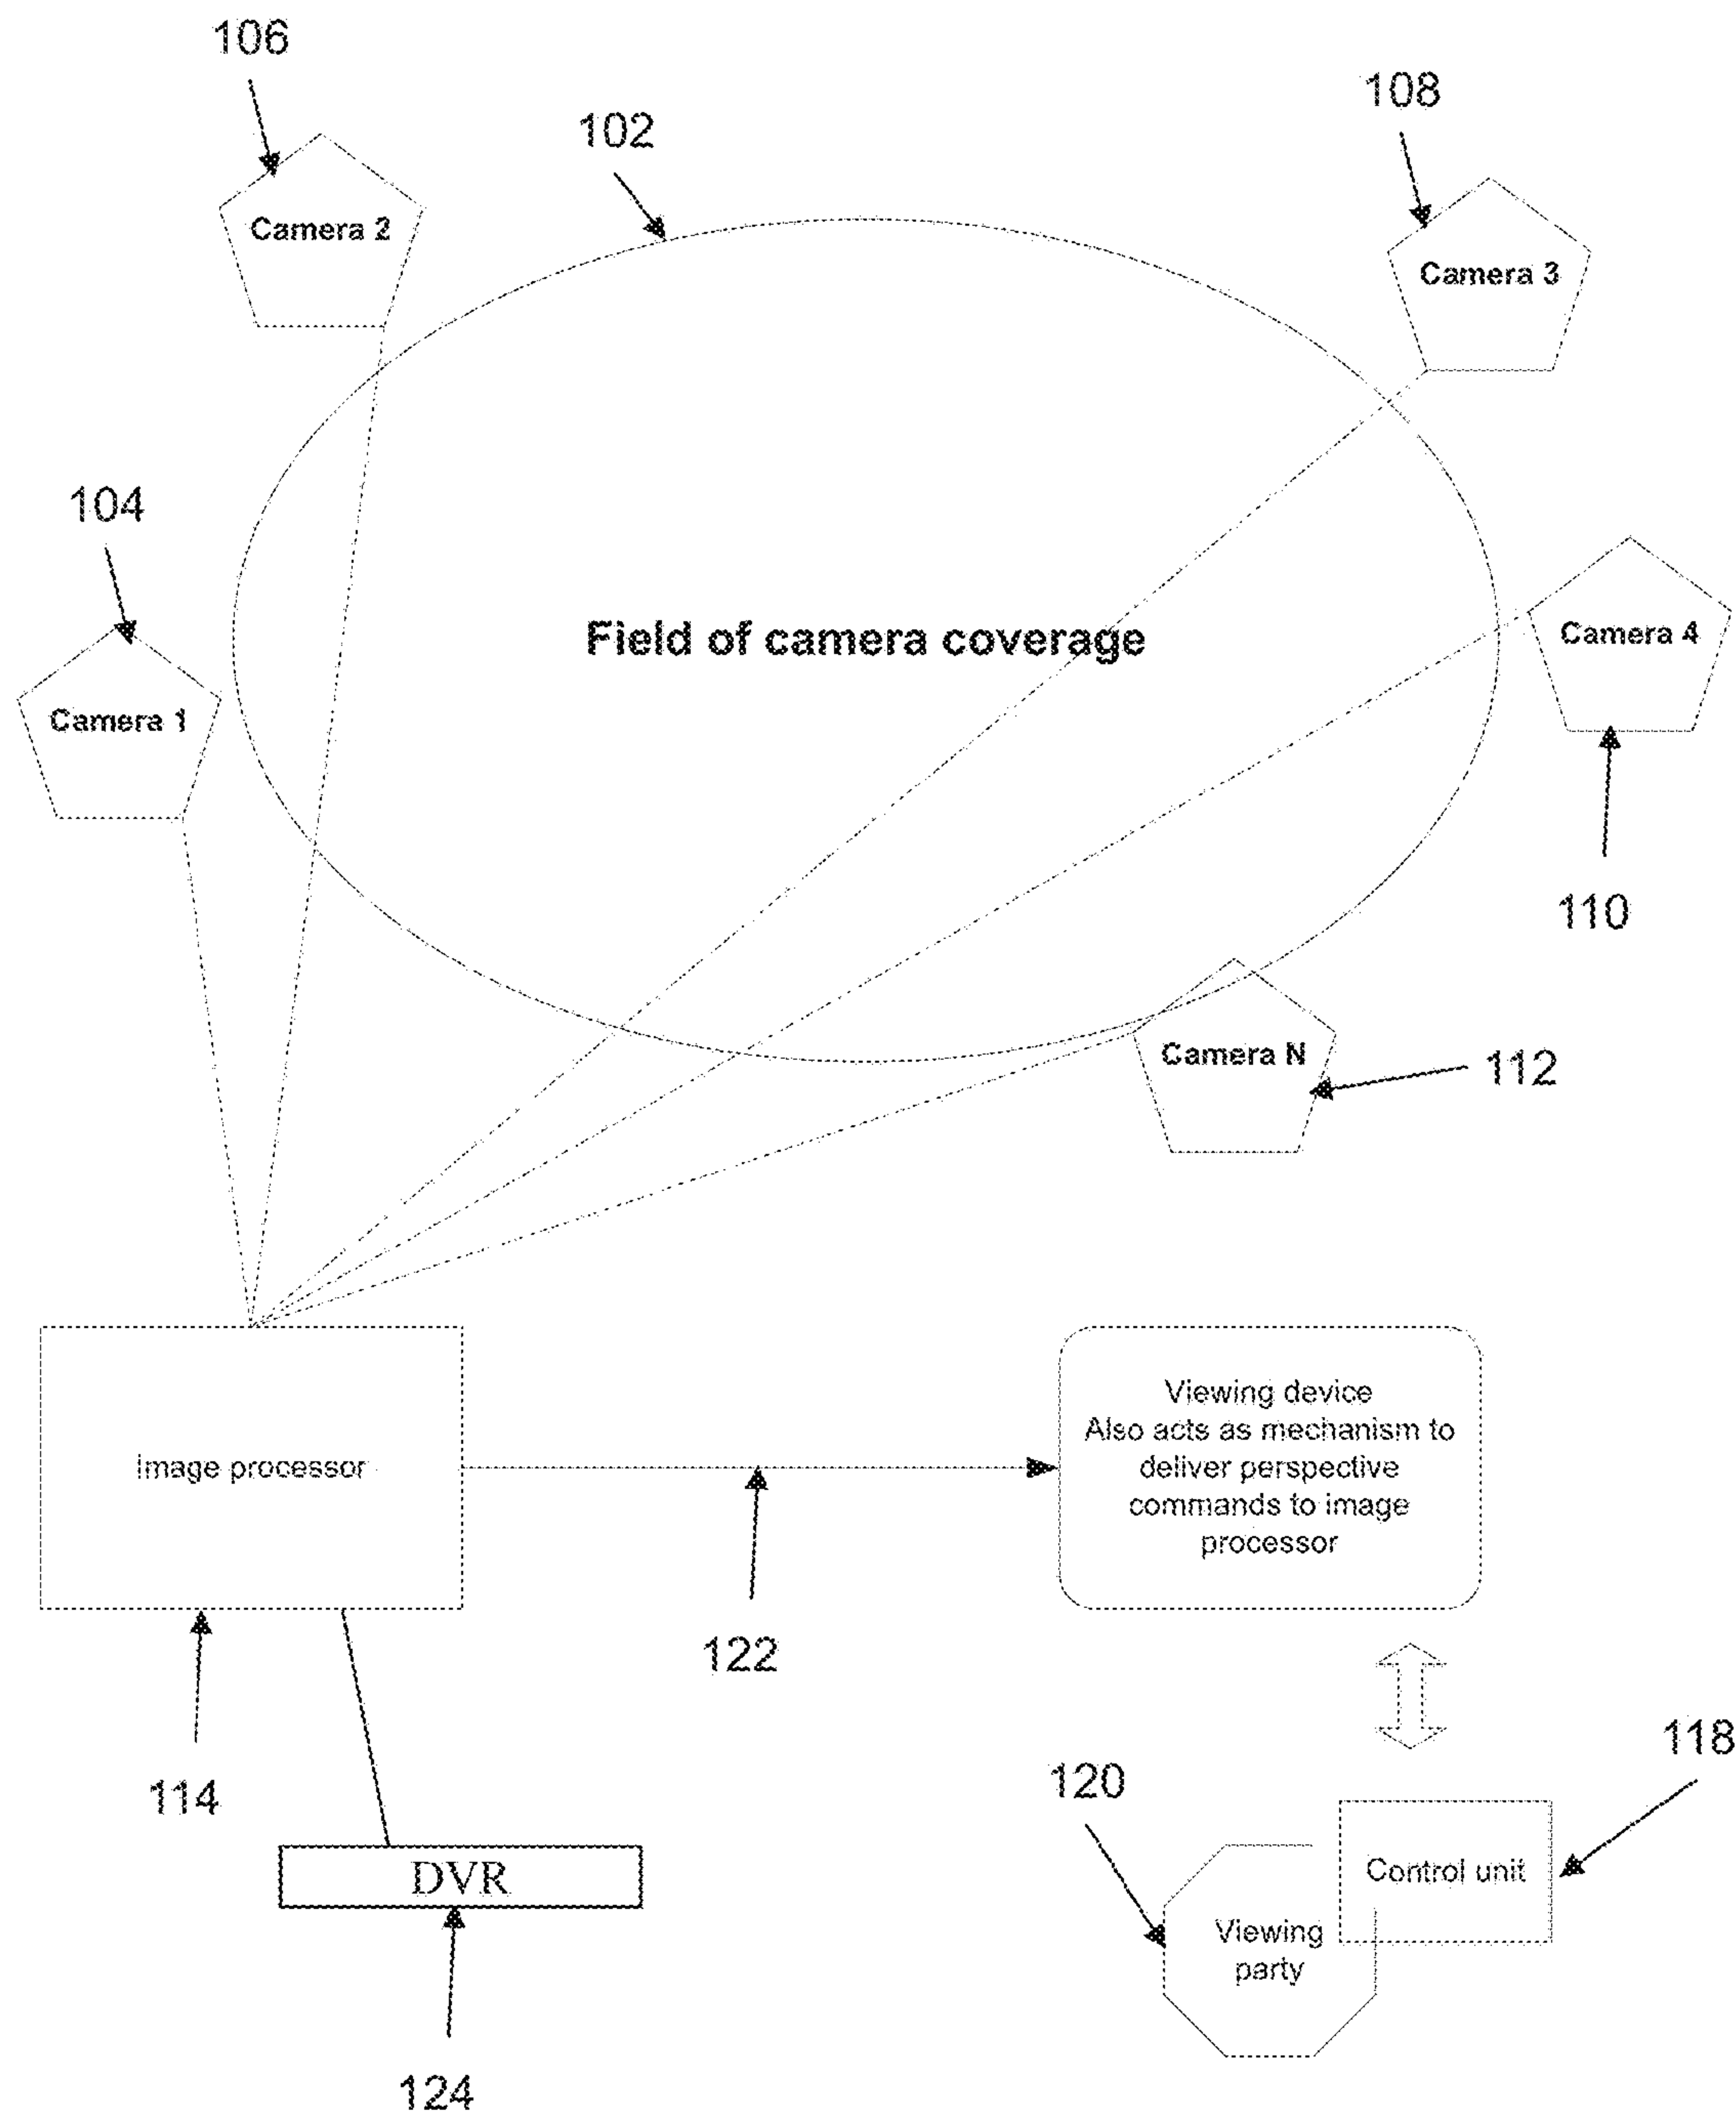 106
108
102
Camera 2
Camera 3
104
Field of camera coverage
Camera 4
Camera 1
110
Camera N
112
Image processor
Viewing device
Also acts as mechanism to
deliver perspective
commands to image
processor
122
114
118
120
Control unit
DVR
Viewing
party
124